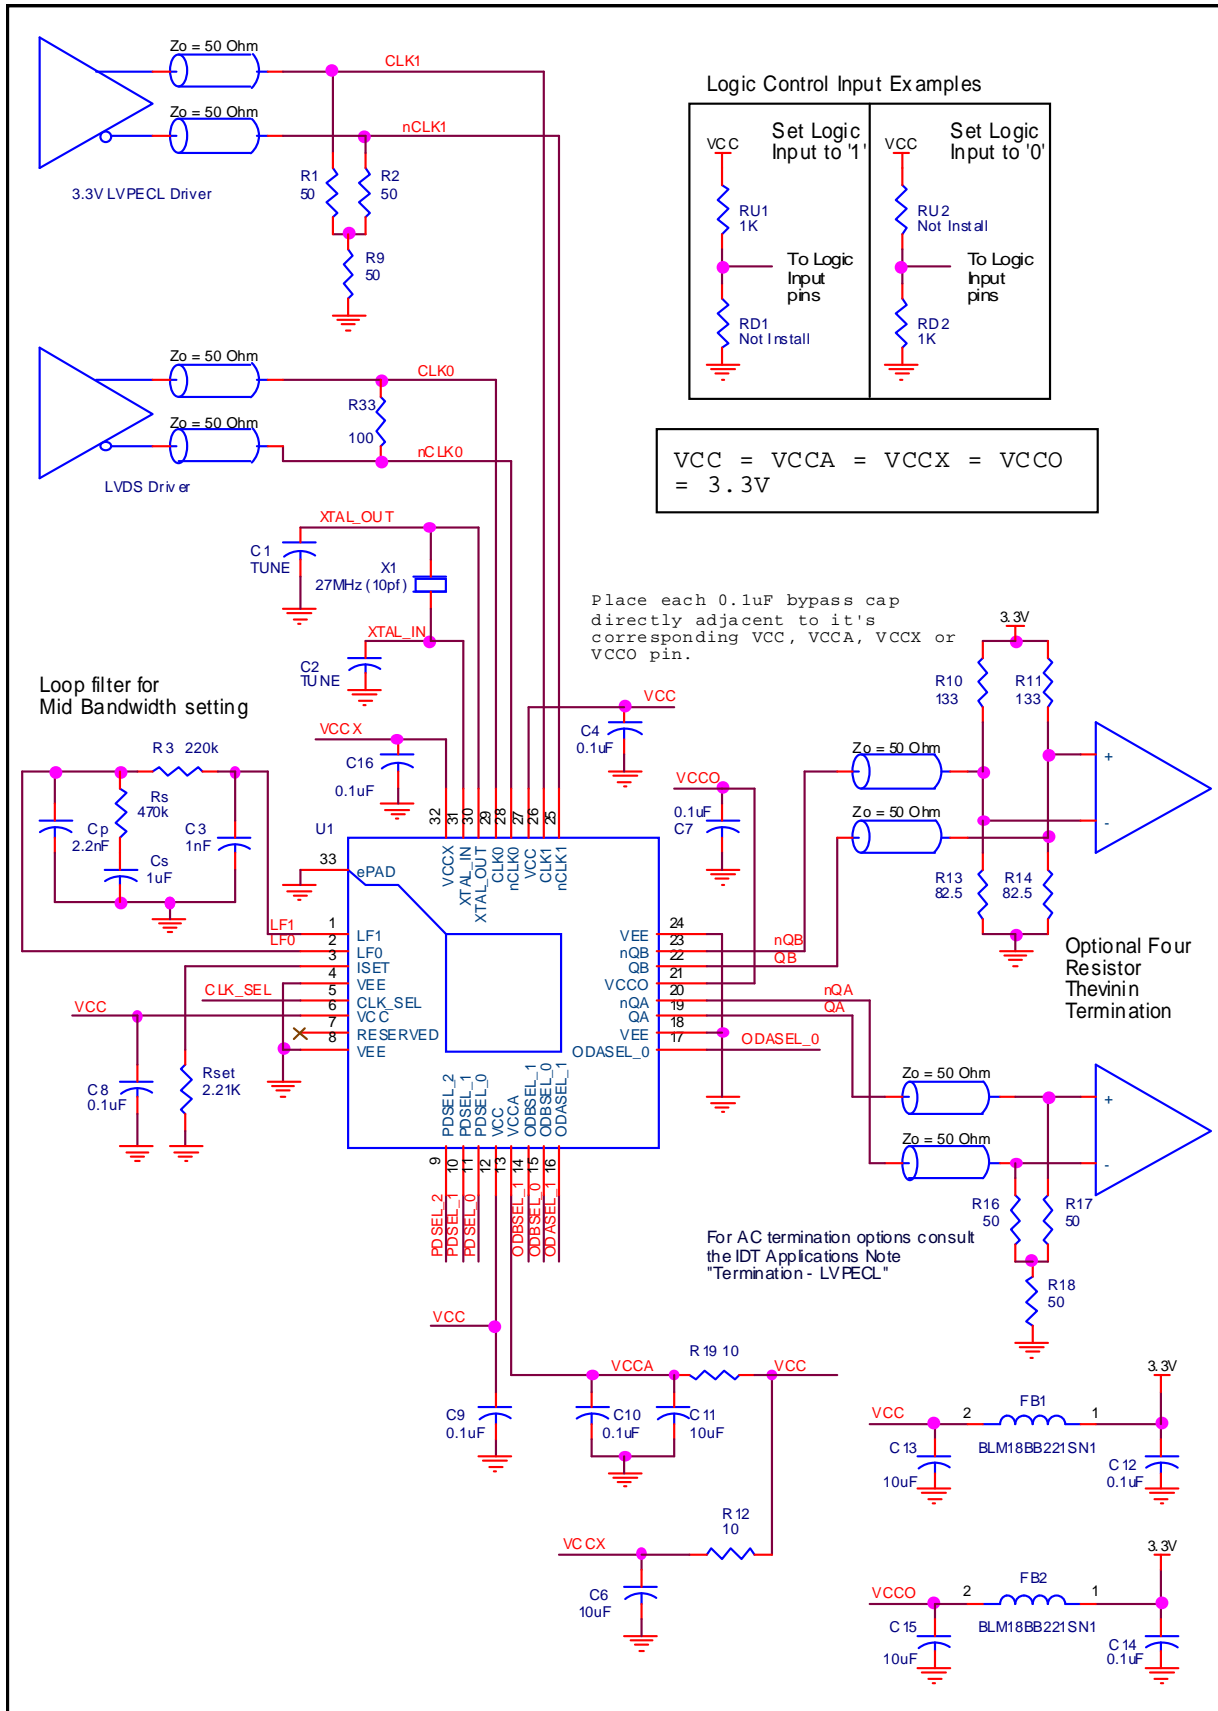 Zo = 50 Ohm
CLK1
Zo = 50 Ohm
nCLK1
3.3V LVPECL Driver
R1
50
R2
50
R9
50
Logic Control Input Examples
VCC
Set Logic
Input to '1'
RU1
1K
To Logic
Input
pins
RD1
Not Install
VCC
Set Logic
Input to '0'
RU2
Not Install
To Logic
Input
pins
RD2
1K
Zo = 50 Ohm
CLK0
R33
100
Zo = 50 Ohm
nCLK0
LVDS Driver
VCC = VCCA = VCCX = VCCO
= 3.3V
XTAL_OUT
C1
TUNE
X1
27MHz (10pf)
XTAL_IN
C2
TUNE
Place each 0.1uF bypass cap
directly adjacent to it's
corresponding VCC, VCCA, VCCX or
VCCO pin.
Loop filter for
Mid Bandwidth setting
R3 220k
Rs
470k
Cp
2.2nF
Cs
1uF
C3
1nF
VCCX
C16
0.1uF
VCC
C4
0.1uF
VCCO
0.1uF
C7
3.3V
R10
133
R11
133
Zo = 50 Ohm
Zo = 50 Ohm
+
-
R13
82.5
R14
82.5
Optional Four
Resistor
Thevinin
Termination
U1
32
31
30
29
28
27
26
25
VCCX
XTAL_IN
XTAL_OUT
CLK0
nCLK0
VCC
CLK1
nCLK1
33
ePAD
LF1
1
LF1
LF0
2
LF0
3
ISET
4
VEE
CLK_SEL
5
CLK_SEL
VCC
6
VCC
7
RESERVED
8
VEE
C8
0.1uF
Rset
2.21K
24
VEE
23
nQB
nQB
22
QB
QB
21
VCCO
20
nQA
nQA
19
QA
QA
18
VEE
17
ODASEL_0
ODASEL_0
PDSEL_2
PDSEL_1
PDSEL_0
VCC
VCCA
ODBSEL_1
ODBSEL_0
ODASEL_1
9
10
11
12
13
14
15
16
PDSEL_2
PDSEL_1
PDSEL_0
ODBSEL_1
ODBSEL_0
ODASEL_1
Zo = 50 Ohm
Zo = 50 Ohm
+
-
R16
50
R17
50
R18
50
For AC termination options consult
the IDT Applications Note
"Termination - LVPECL"
VCC
C9
0.1uF
VCCA
R19 10
VCC
C10
0.1uF
C11
10uF
R12
10
VCCX
C6
10uF
3.3V
VCC
2
FB1
1
BLM18BB221SN1
C13
10uF
C12
0.1uF
3.3V
VCCO
2
FB2
1
BLM18BB221SN1
C15
10uF
C14
0.1uF